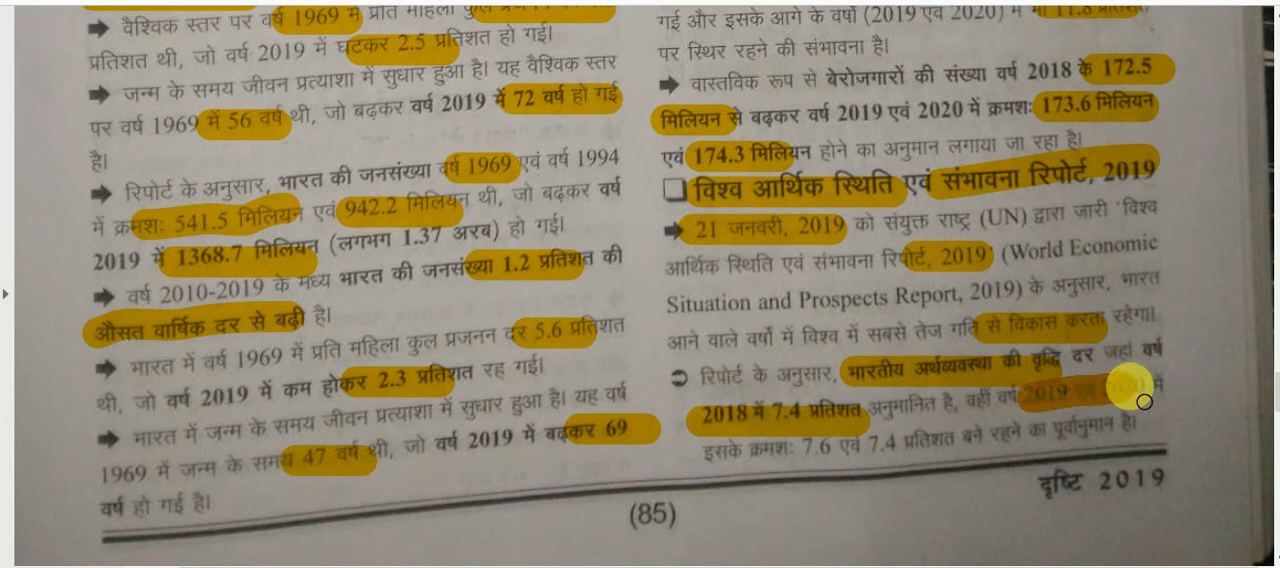 ➡ वैश्विक स्तर पर वर्ष 1969 में प्रति महिला कुल
प्रतिशत थी, जो वर्ष 2019 में घटकर 2.5 प्रतिशत हो गई।
➡ जन्म के समय जीवन प्रत्याशा में सुधार हुआ है। यह वैश्विक स्तर
पर वर्ष 1969 में 56 वर्ष थी, जो बढ़कर वर्ष 2019 में 72 वर्ष हो गई
है।
➡ रिपोर्ट के अनुसार, भारत की जनसंख्या वर्ष 1969 एवं वर्ष 1994
में क्रमशः 541.5 मिलियन एवं 942.2 मिलियन थी, जो बढ़कर वर्ष
2019 में 1368.7 मिलियन (लगभग 1.37 अरब) हो गई।
➡ वर्ष 2010-2019 के मध्य भारत की जनसंख्या 1.2 प्रतिशत की
औसत वार्षिक दर से बढ़ी है।
➡ भारत में वर्ष 1969 में प्रति महिला कुल प्रजनन दर 5.6 प्रतिशत
थी, जो वर्ष 2019 में कम होकर 2.3 प्रतिशत रह गई।
➡ भारत में जन्म के समय जीवन प्रत्याशा में सुधार हुआ है। यह वर्ष
1969 में जन्म के समय 47 वर्ष थी, जो वर्ष 2019 में बढ़कर 69
वर्ष हो गई है।
गई और इसके आगे के वर्षों (2019 एवं 2020) में भी 11.8 प्रतिशत
पर स्थिर रहने की संभावना है।
➡ वास्तविक रूप से बेरोजगारों की संख्या वर्ष 2018 के 172.5
मिलियन से बढ़कर वर्ष 2019 एवं 2020 में क्रमशः 173.6 मिलियन
एवं 174.3 मिलियन होने का अनुमान लगाया जा रहा है।
❑ विश्व आर्थिक स्थिति एवं संभावना रिपोर्ट, 2019
➡ 21 जनवरी, 2019 को संयुक्त राष्ट्र (UN) द्वारा जारी 'विश्व
आर्थिक स्थिति एवं संभावना रिपोर्ट, 2019' (World Economic
Situation and Prospects Report, 2019) के अनुसार, भारत
आने वाले वर्षों में विश्व में सबसे तेज गति से विकास करता रहेगा।
➲ रिपोर्ट के अनुसार, भारतीय अर्थव्यवस्था की वृद्धि दर जहां वर्ष
2018 में 7.4 प्रतिशत अनुमानित है, वहीं वर्ष 2019 एवं 2020 में
इसके क्रमशः 7.6 एवं 7.4 प्रतिशत बने रहने का पूर्वानुमान है।
दृष्टि 2019
(85)